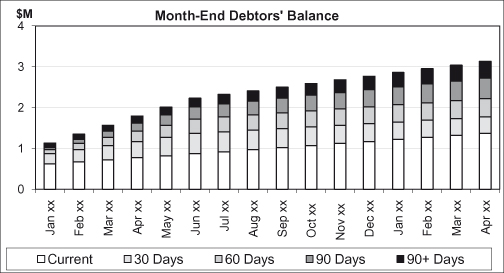 $M Month-End Debtors' Balance
4
3
2
1
0
Jan xx Feb xx Mar xx Apr xx May xx Jun xx Jul xx Aug xx Sep xx Oct xx Nov xx Dec xx Jan xx Feb xx Mar xx Apr xx
Current 30 Days 60 Days 90 Days 90+ Days